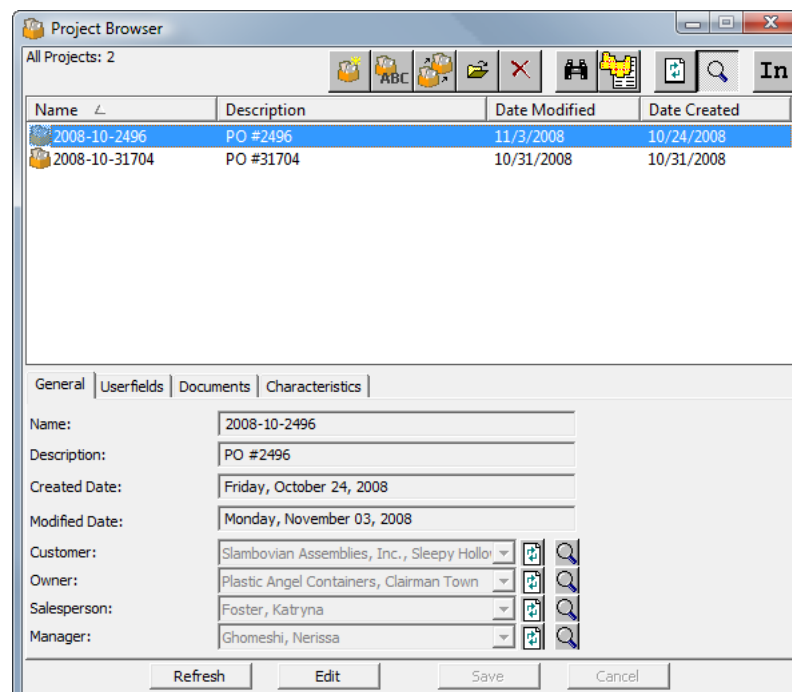 Project Browser
All Projects: 2
ABC
In
Name Description Date Modified Date Created
2008-10-2496 PO #2496 11/3/2008 10/24/2008
2008-10-31704 PO #31704 10/31/2008 10/31/2008
General Userfields Documents Characteristics
Name: 2008-10-2496
Description: PO #2496
Created Date: Friday, October 24, 2008
Modified Date: Monday, November 03, 2008
Customer: Slambovian Assemblies, Inc., Sleepy Hollo
Owner: Plastic Angel Containers, Clairman Town
Salesperson: Foster, Katryna
Manager: Ghomeshi, Nerissa
Refresh Edit Save Cancel